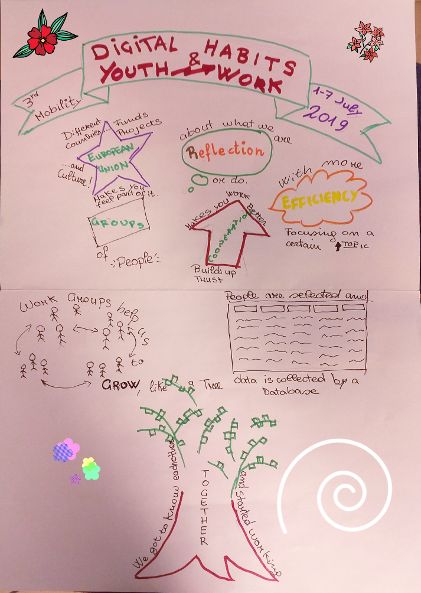 DIGITAL HABITS
& YOUTH WORK
3rd Mobility
1-7 July
2019
Different countries...
Funds
Projects
EUROPEAN
UNION
...and
Culture
Makes you
feel part of it
GROUPS
of
"People"
about what we are
Reflection
or do.
MAKES YOU WORK BETTER
COOPERATION
Build up
TRUST
With more
EFFICIENCY
Focusing on a
certain TOPIC
WORK GROUPS help
us
to
GROW, like a Tree
People are selected and
data is collected by a
DATABASE
We got to know eachother
TOGETHER
and started working